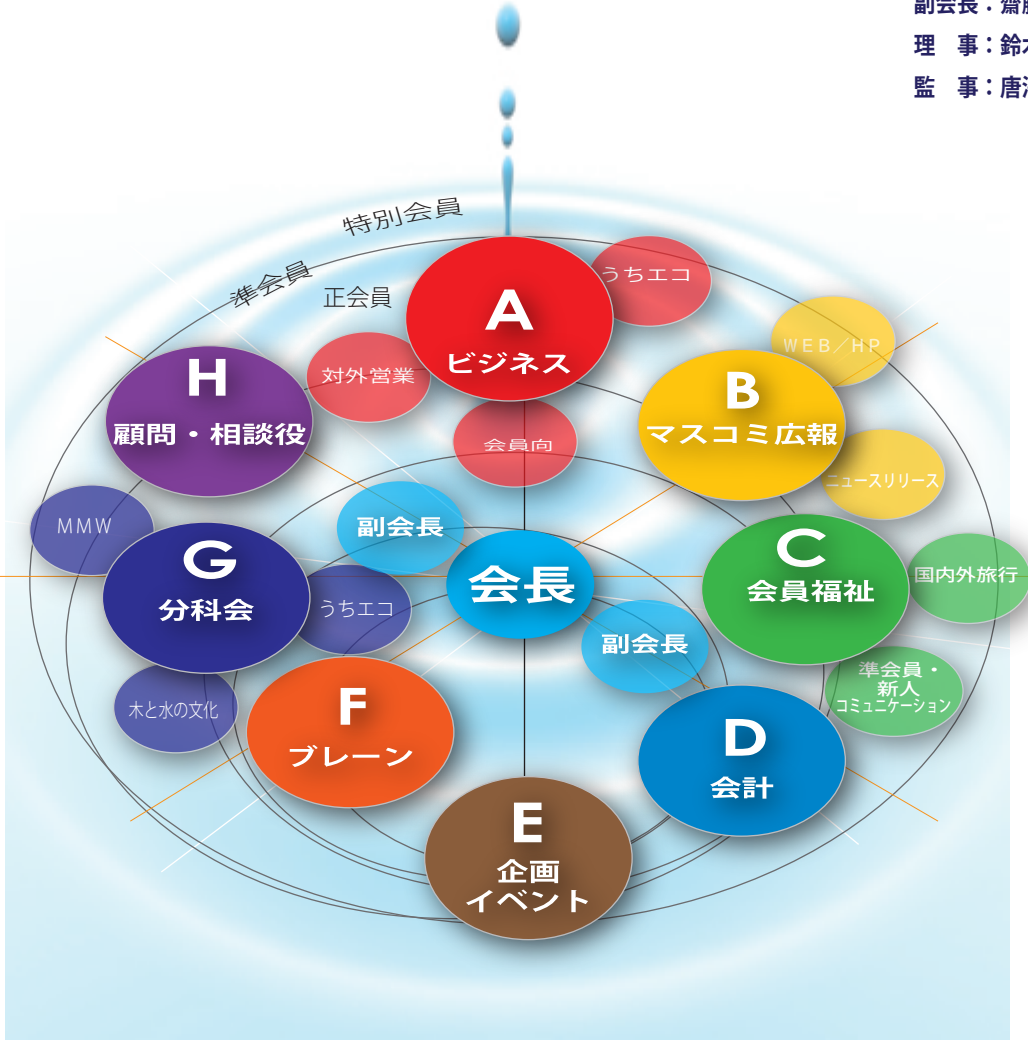 副会長：齋
理　事：鈴
監　事：唐
特別会員
準会員
正会員
A
ビジネス
うちエコ
対外営業
会員向
WEB／HP
B
マスコミ広報
ニュースリリース
H
顧問・相談役
MMW
G
分科会
うちエコ
木と水の文化
副会長
会長
副会長
C
会員福祉
国内外旅行
準会員・
新人
コミュニケーション
D
会計
F
ブレーン
E
企画
イベント